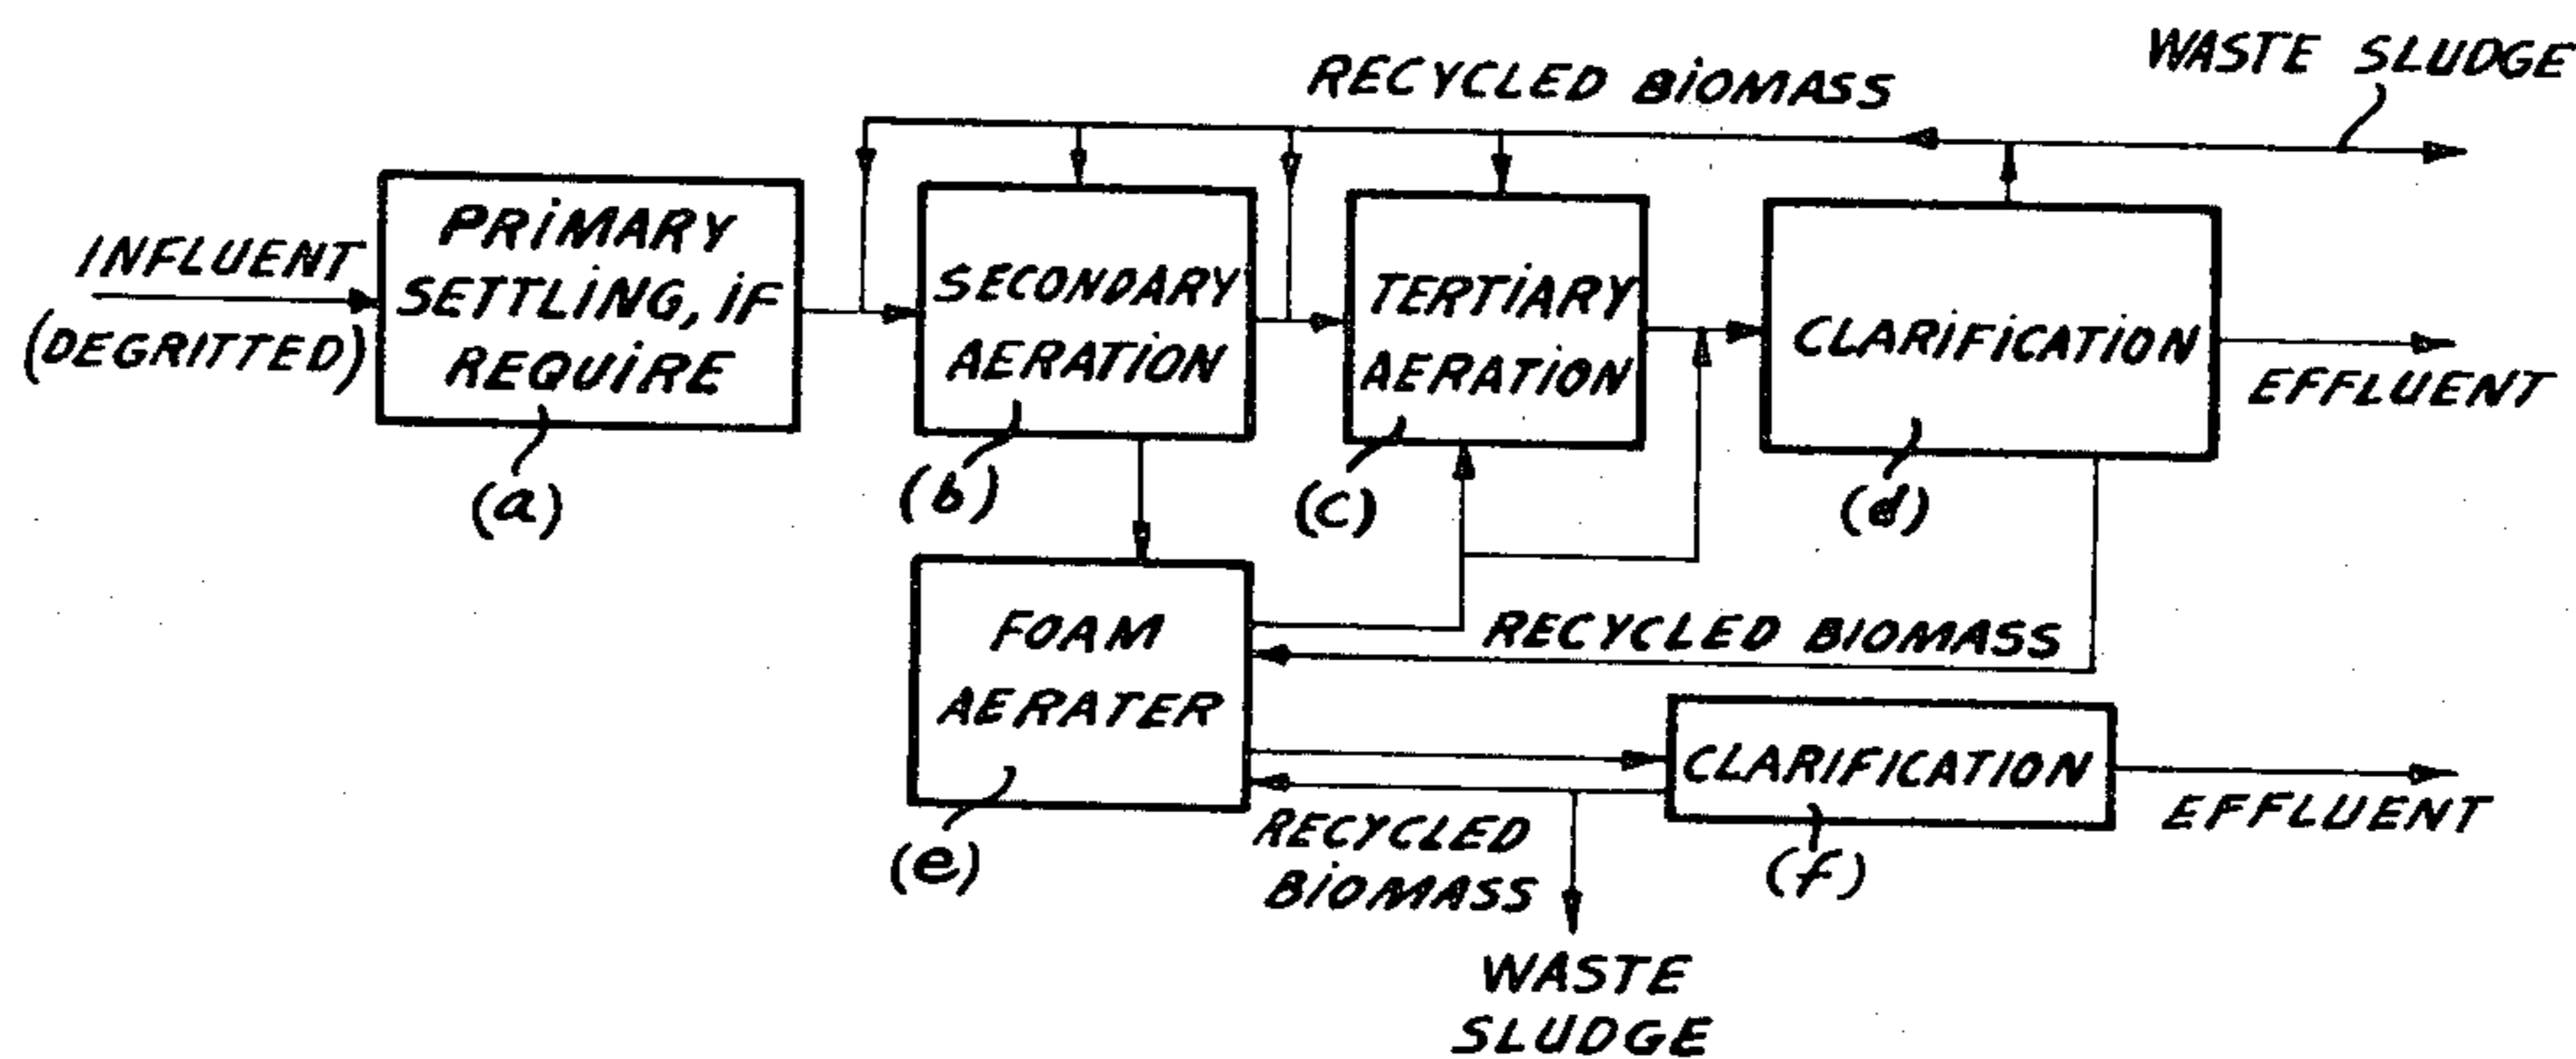 WASTE SLUDGE
RECYCLED BIOMASS
INFLUENT
(DEGRITTED)
PRIMARY
SETTLING, IF
REQUIRE
(a)
SECONDARY
AERATION
(b)
TERTIARY
AERATION
(c)
CLARIFICATION
(d)
EFFLUENT
FOAM
AERATER
(e)
RECYCLED BIOMASS
CLARIFICATION
(f)
EFFLUENT
RECYCLED
BIOMASS
WASTE
SLUDGE